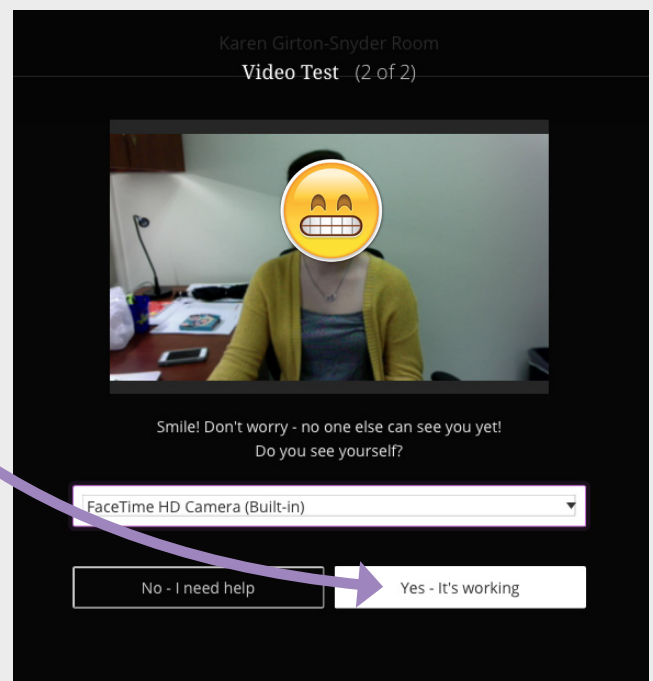 Karen Girton-Snyder Room
Video Test (2 of 2)
Smile! Don't worry - no one else can see you yet!
Do you see yourself?
FaceTime HD Camera (Built-in)
No - I need help
Yes - It's working